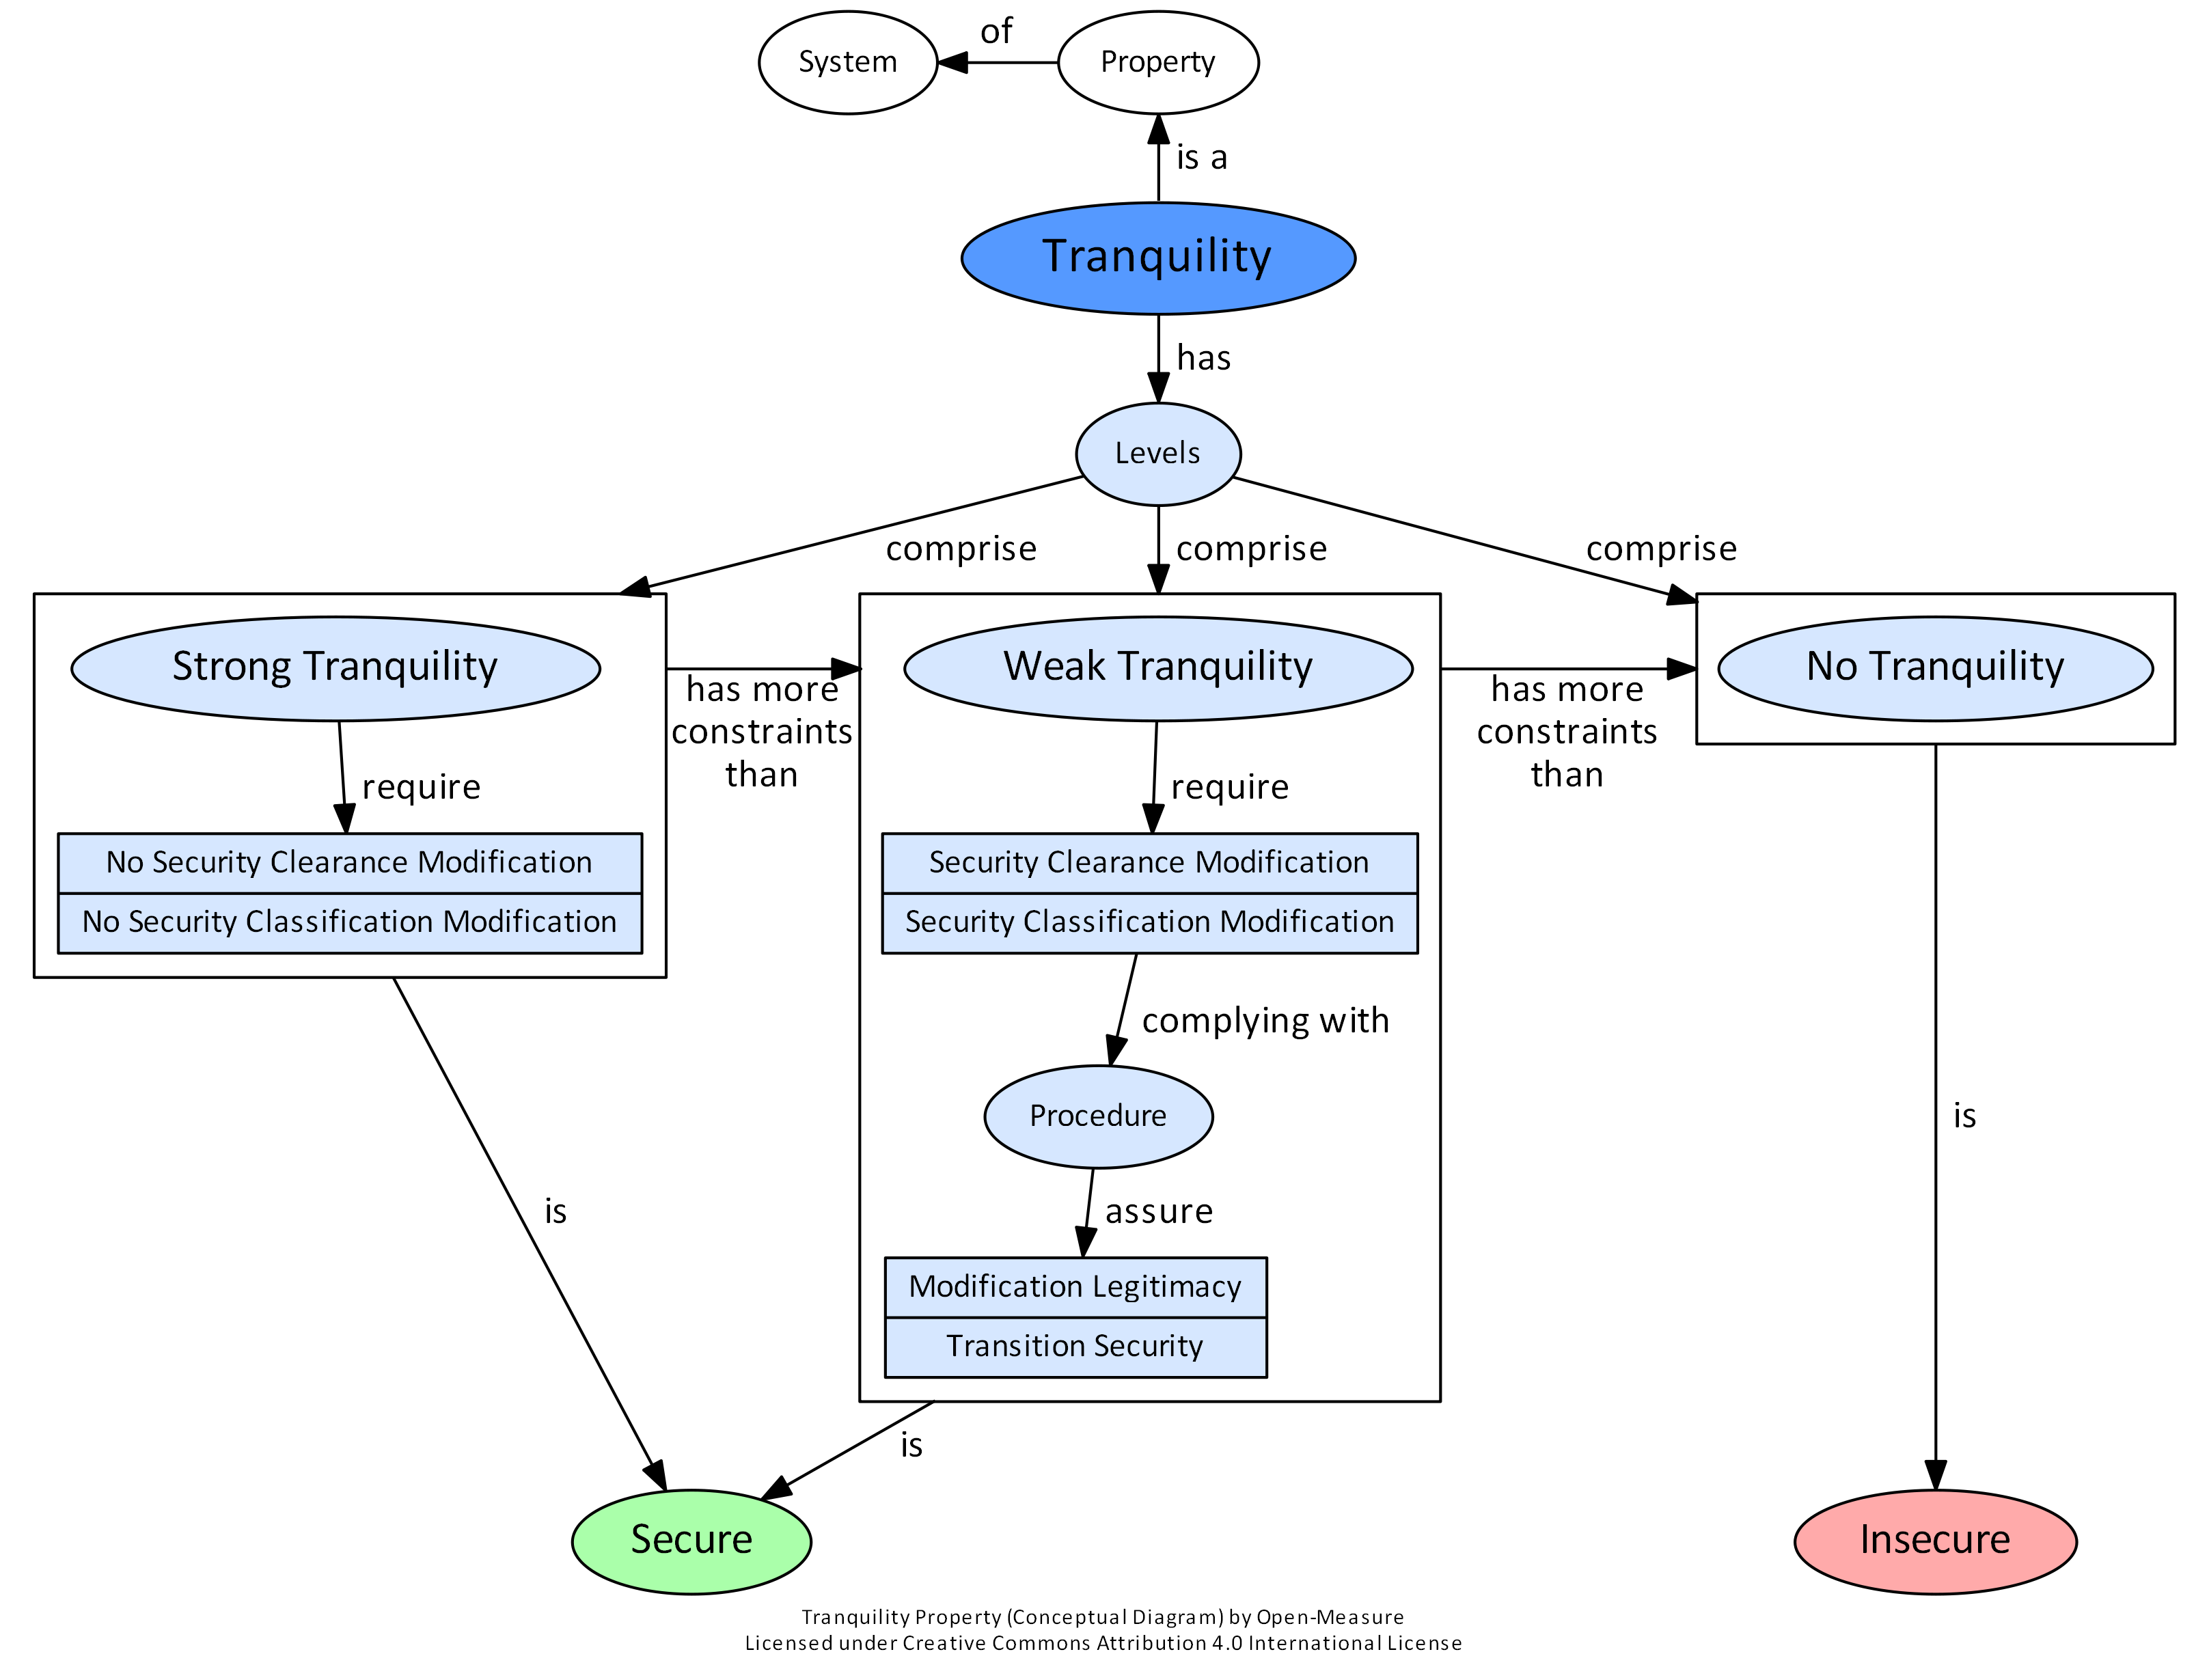 of
System
Property
is a
Tranquility
has
Levels
comprise
comprise
comprise
Strong Tranquility
Weak Tranquility
No Tranquility
has more
constraints
than
has more
constraints
than
require
require
No Security Clearance Modification
No Security Classification Modification
Security Clearance Modification
Security Classification Modification
complying with
Procedure
is
assure
is
Modification Legitimacy
Transition Security
is
Secure
Insecure
Tranquility Property (Conceptual Diagram) by Open-Measure
Licensed under Creative Commons Attribution 4.0 International License